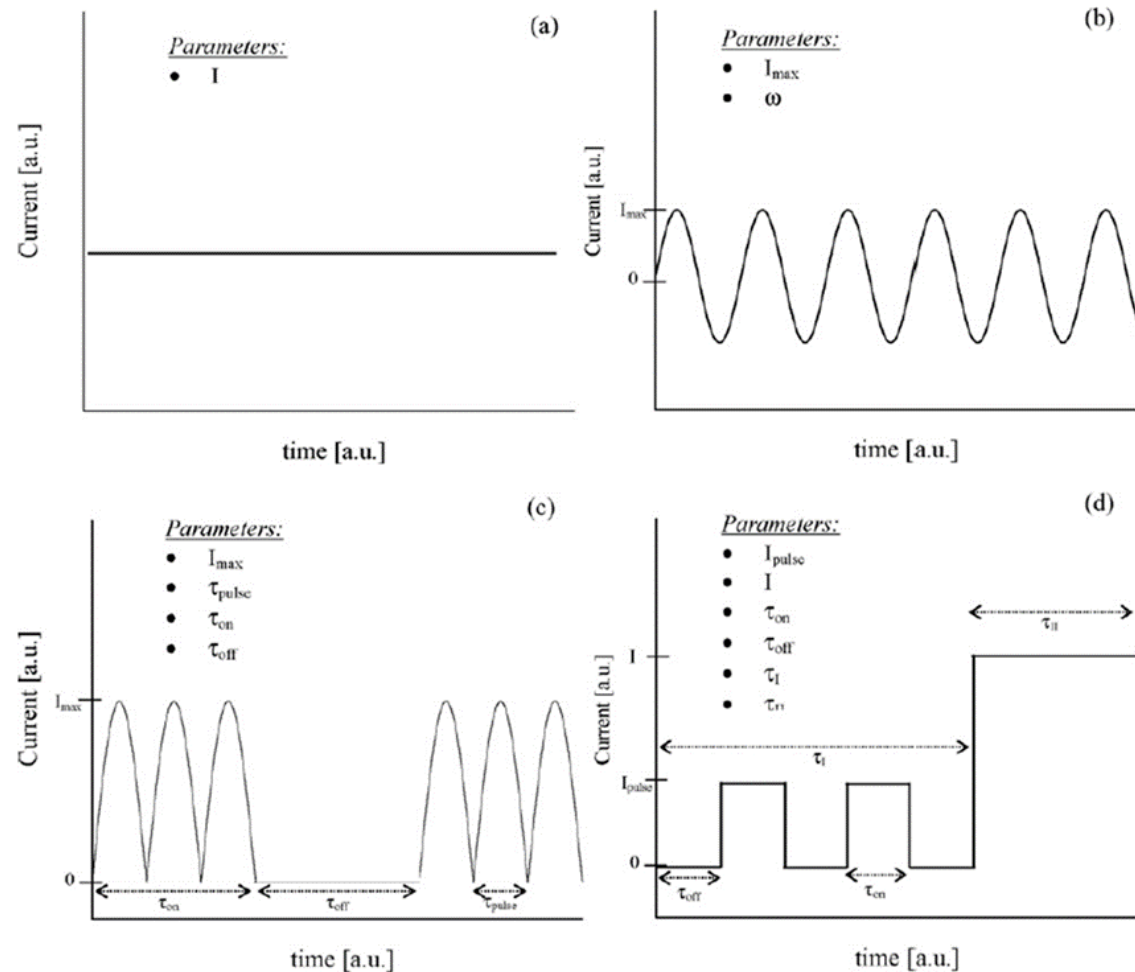 (a)
Parameters:
• I
Current [a.u.]
time [a.u.]
(b)
Parameters:
• Imax
• ω
Current [a.u.]
Imax
0
time [a.u.]
(c)
Parameters:
• Imax
• τpulse
• τon
• τoff
Current [a.u.]
Imax
0
τon
τoff
τpulse
time [a.u.]
(d)
Parameters:
• Ipulse
• I
• τon
• τoff
• τI
• τII
Current [a.u.]
τII
I
τI
Ipulse
0
τoff
τon
time [a.u.]